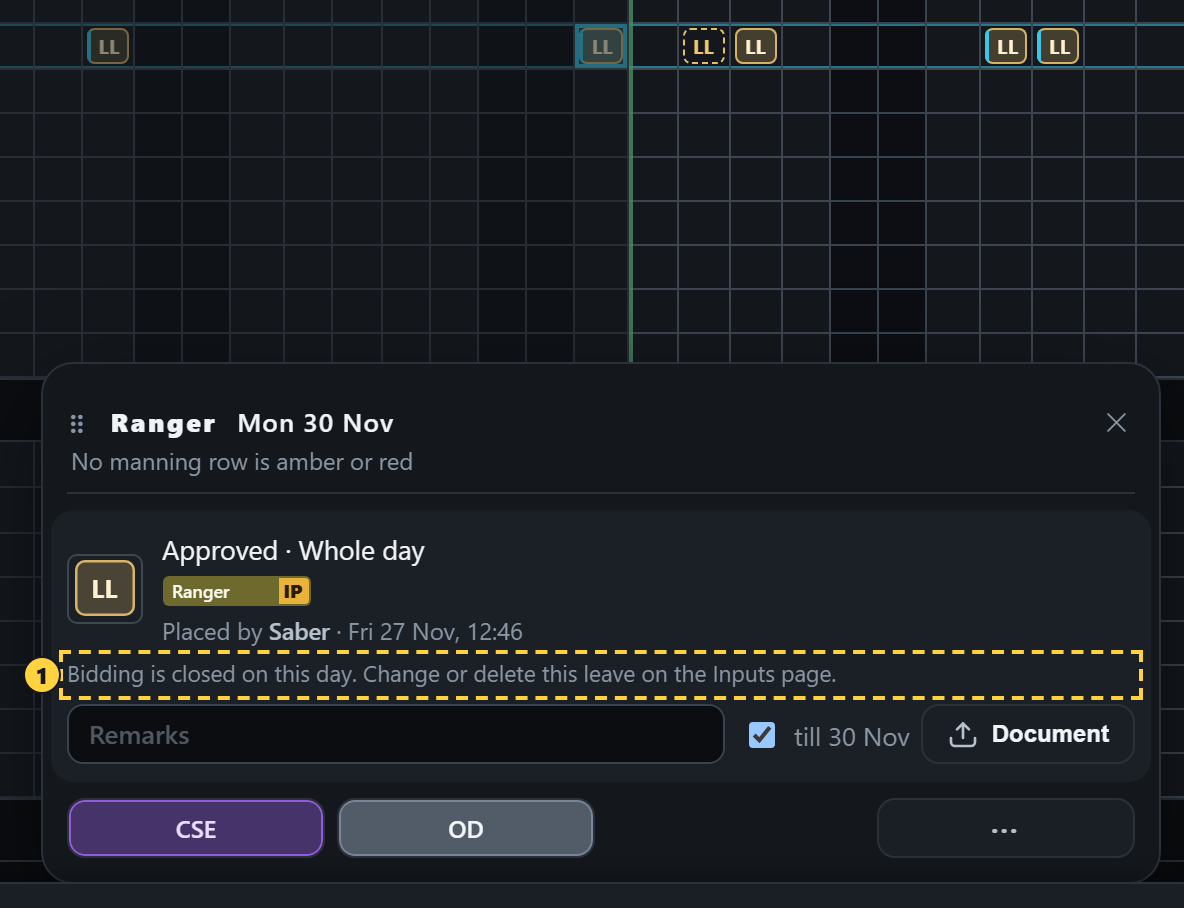 LL LL LL LL LL LL
Ranger Mon 30 Nov
No manning row is amber or red
LL
Approved · Whole day
Ranger IP
Placed by Saber · Fri 27 Nov, 12:46
1
Bidding is closed on this day. Change or delete this leave on the Inputs page.
Remarks
till 30 Nov
Document
CSE
OD
...